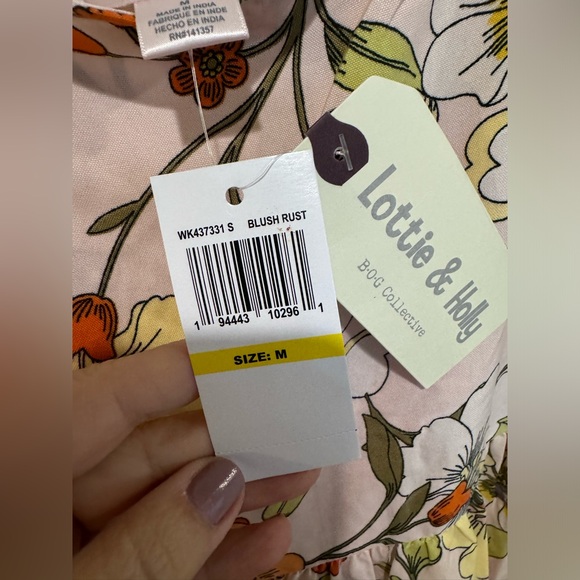 M
MADE IN INDIA
FABRIQUE EN INDE
HECHO EN INDIA
RN#141357
WK437331 S BLUSH RUST
1 94443 10296 1
SIZE: M
Lottie & Holly
B·O·G Collective